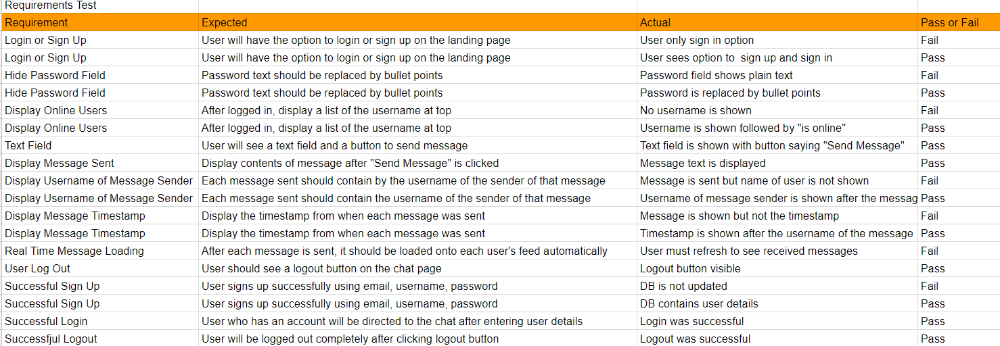 Requirements Test
Requirement Expected Actual Pass or Fail
Login or Sign Up User will have the option to login or sign up on the landing page User only sign in option Fail
Login or Sign Up User will have the option to login or sign up on the landing page User sees option to  sign up and sign in Pass
Hide Password Field Password text should be replaced by bullet points Password field shows plain text Fail
Hide Password Field Password text should be replaced by bullet points Password is replaced by bullet points Pass
Display Online Users After logged in, display a list of the username at top No username is shown Fail
Display Online Users After logged in, display a list of the username at top Username is shown followed by "is online" Pass
Text Field User will see a text field and a button to send message Text field is shown with button saying "Send Message" Pass
Display Message Sent Display contents of message after "Send Message" is clicked Message text is displayed Pass
Display Username of Message Sender Each message sent should contain by the username of the sender of that message Message is sent but name of user is not shown Fail
Display Username of Message Sender Each message sent should contain the username of the sender of that message Username of message sender is shown after the messag Pass
Display Message Timestamp Display the timestamp from when each message was sent Message is shown but not the timestamp Fail
Display Message Timestamp Display the timestamp from when each message was sent Timestamp is shown after the username of the message Pass
Real Time Message Loading After each message is sent, it should be loaded onto each user's feed automatically User must refresh to see received messages Fail
User Log Out User should see a logout button on the chat page Logout button visible Pass
Successful Sign Up User signs up successfully using email, username, password DB is not updated Fail
Successful Sign Up User signs up successfully using email, username, password DB contains user details Pass
Successful Login User who has an account will be directed to the chat after entering user details Login was successful Pass
Successfjul Logout User will be logged out completely after clicking logout button Logout was successful Pass